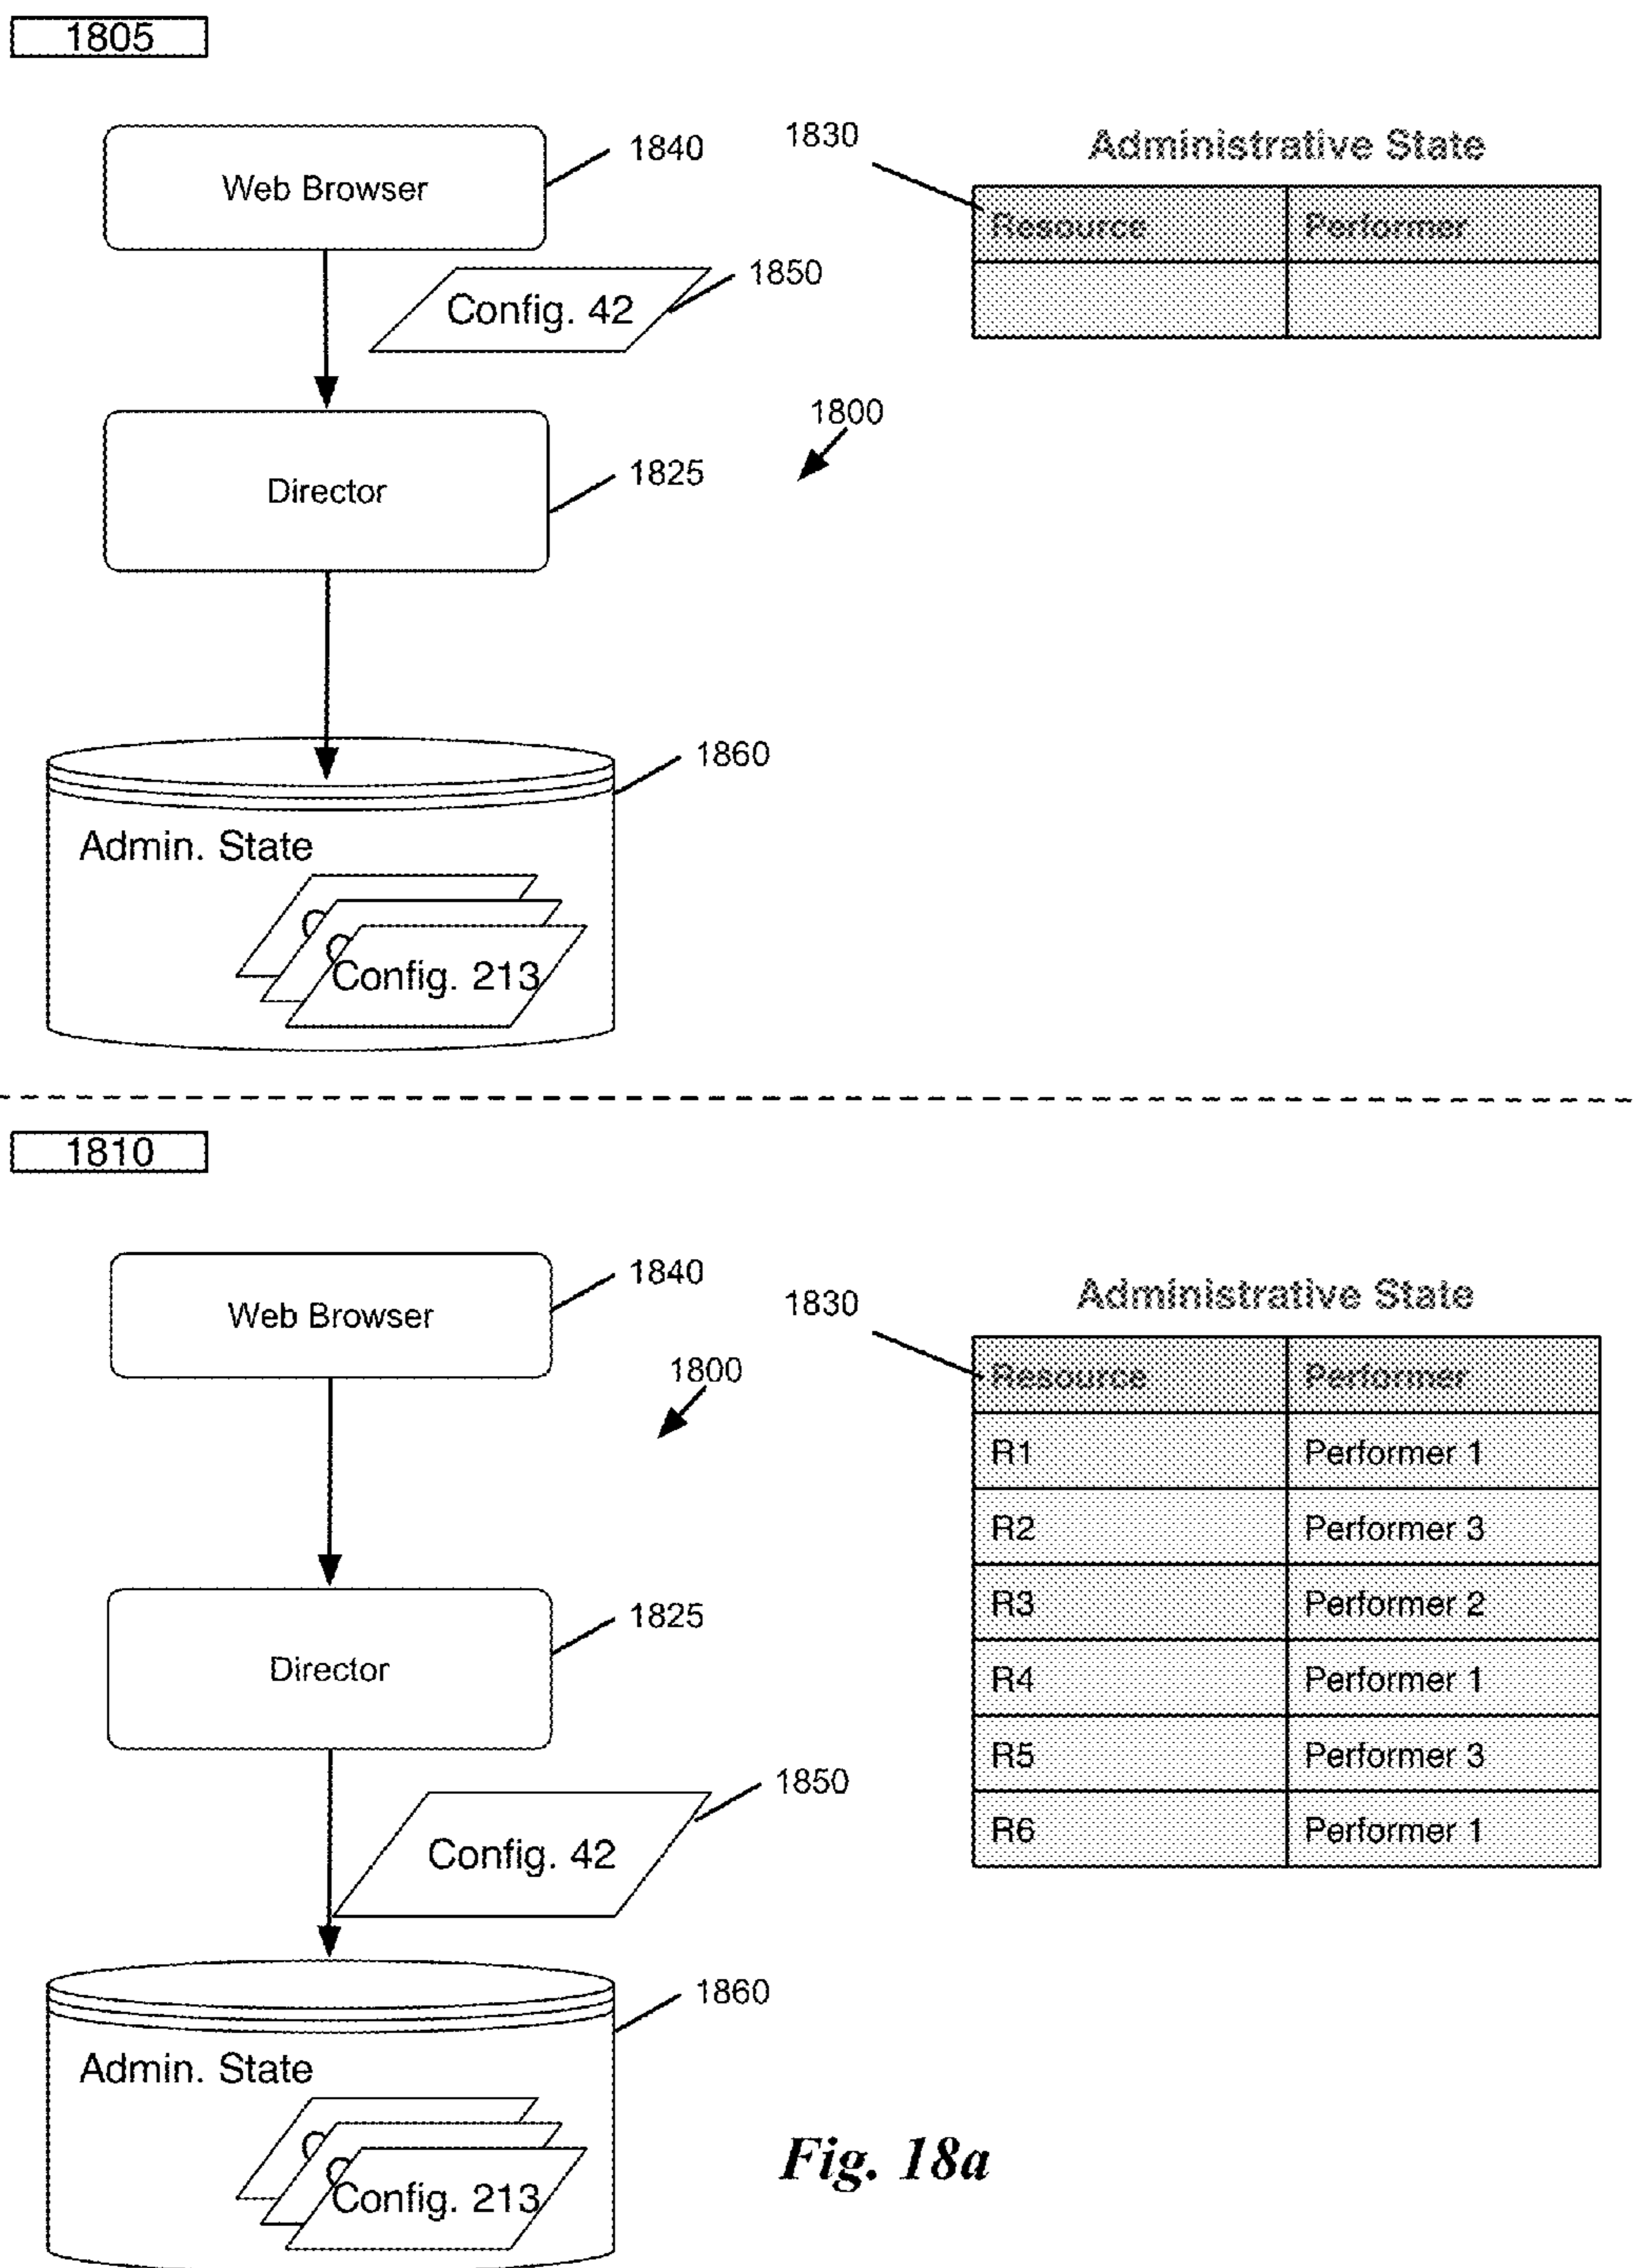 1805
1840
1830
Administrative State
Web Browser
Resource Performer
1850
Config. 42
1800
1825
Director
1860
Admin. State
C
C
Config. 213
1810
1840
1830
Administrative State
Web Browser
1800
Resource Performer
R1 Performer 1
R2 Performer 3
R3 Performer 2
1825
Director
R4 Performer 1
R5 Performer 3
1850
R6 Performer 1
Config. 42
1860
Admin. State
C
C
Config. 213
Fig. 18a